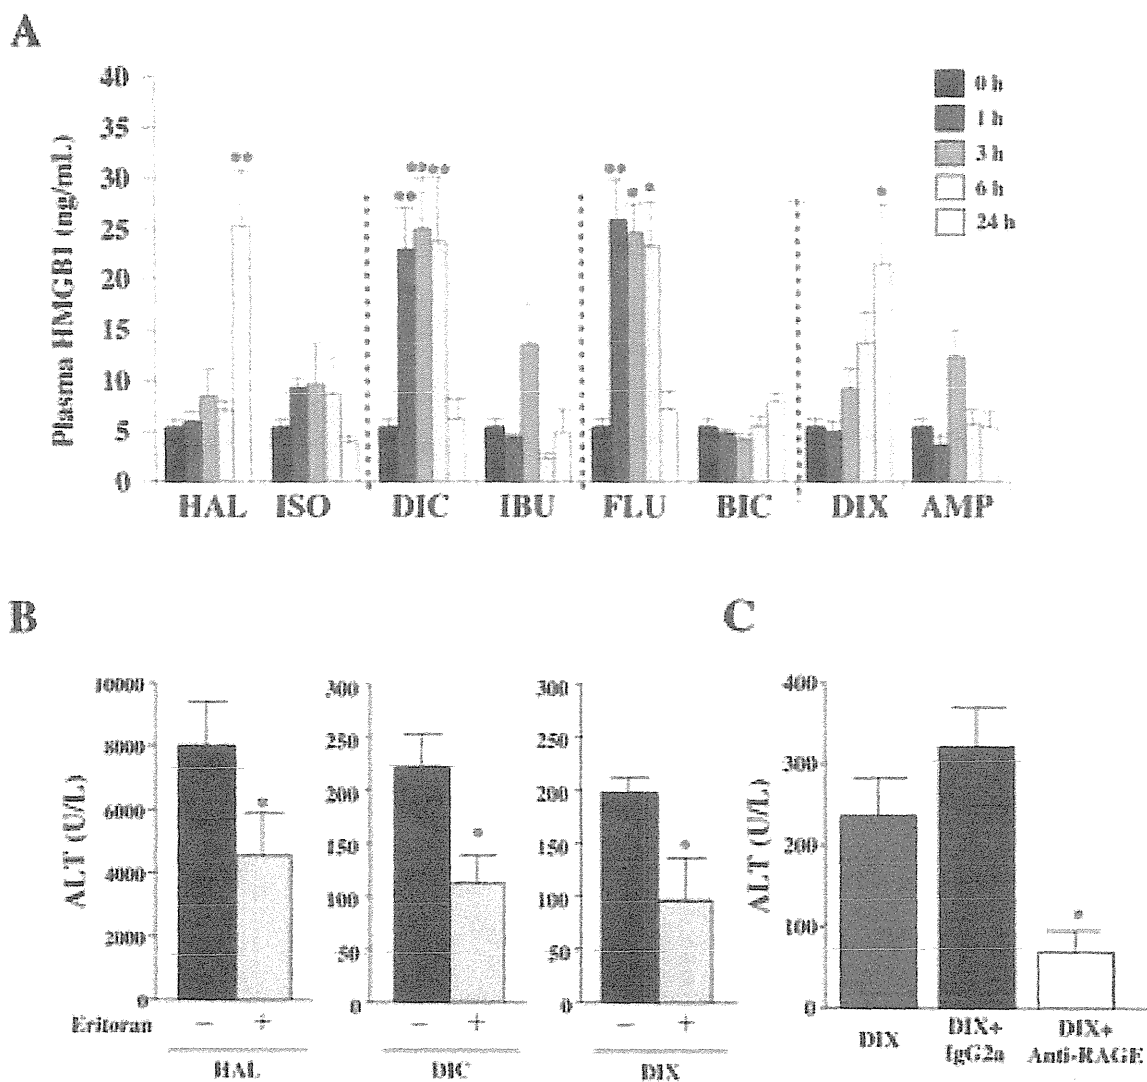 A
Plasma HMGB1 (ng/mL)
40
35
30
25
20
15
10
5
0
0 h
1 h
3 h
6 h
24 h
** ** ** ** ** * * *
HAL ISO DIC IBU FLU BIC DIX AMP
B
ALT (U/L)
10000
8000
6000
4000
2000
0
*
300
250
200
150
100
50
0
*
300
250
200
150
100
50
0
*
Eritoran − + − + − +
HAL DIC DIX
C
ALT (U/L)
400
300
200
100
0
*
DIX DIX+ DIX+
IgG2a Anti-RAGE